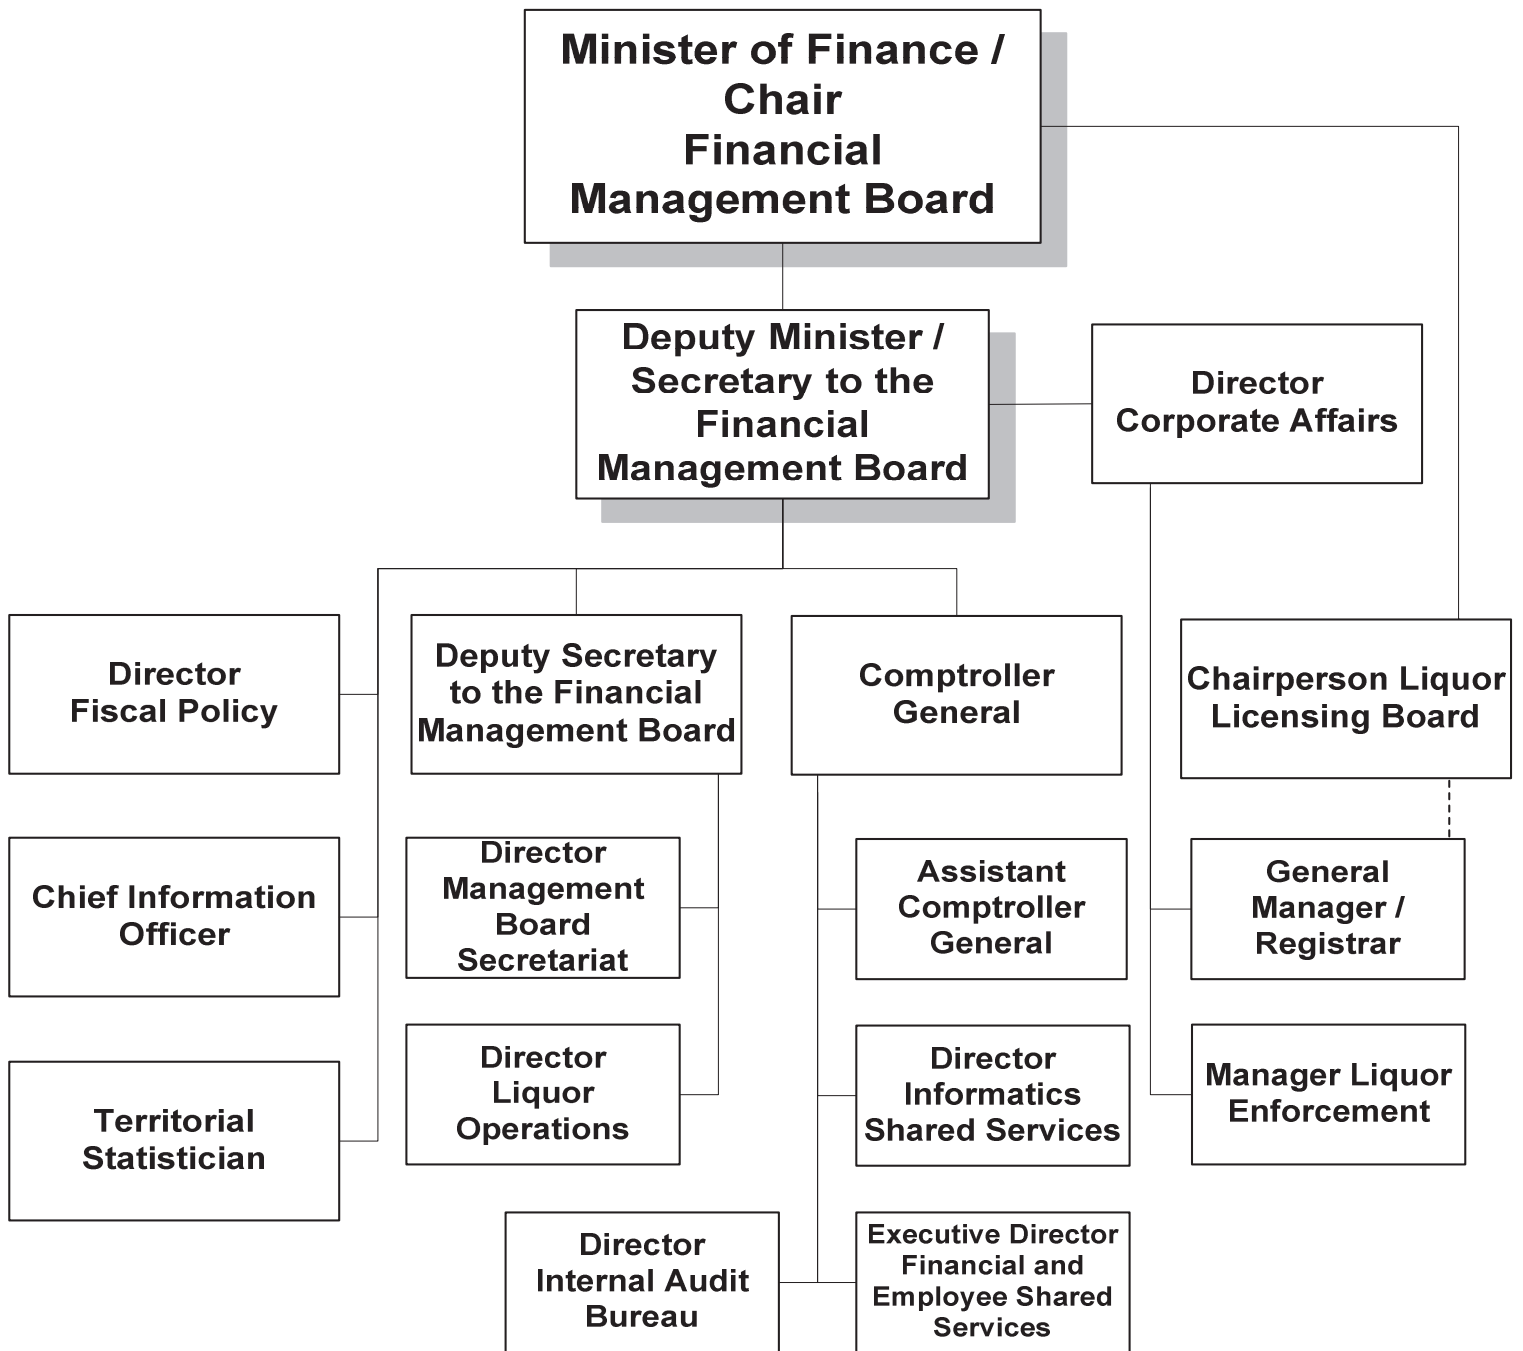 Minister of Finance /
Chair
Financial
Management Board
Deputy Minister /
Secretary to the
Financial
Management Board
Director
Corporate Affairs
Director
Fiscal Policy
Deputy Secretary
to the Financial
Management Board
Comptroller
General
Chairperson Liquor
Licensing Board
Chief Information
Officer
Director
Management
Board
Secretariat
Assistant
Comptroller
General
General
Manager /
Registrar
Territorial
Statistician
Director
Liquor
Operations
Director
Informatics
Shared Services
Manager Liquor
Enforcement
Director
Internal Audit
Bureau
Executive Director
Financial and
Employee Shared
Services